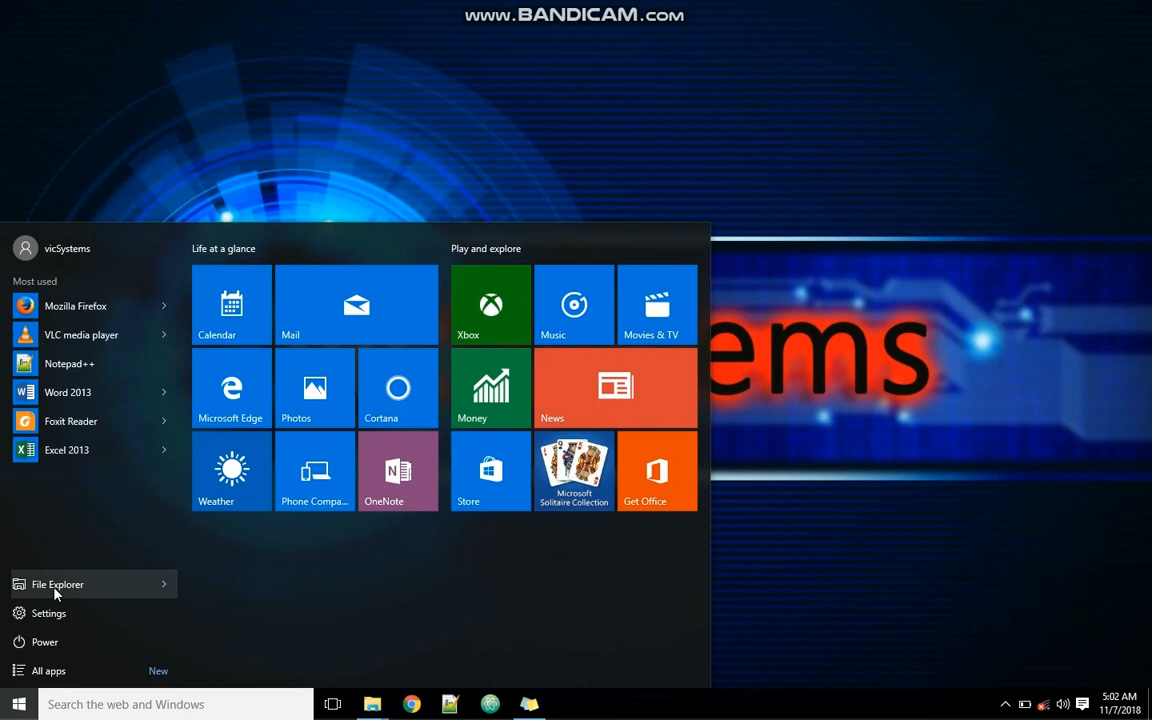 www.BANDICAM.com
vicSystems
Life at a glance
Play and explore
Most used
Mozilla Firefox
VLC media player
Notepad++
Word 2013
Foxit Reader
Excel 2013
Calendar
Mail
Xbox
Music
Movies & TV
Microsoft Edge
Photos
Cortana
Money
News
Weather
Phone Compa...
OneNote
Store
Microsoft
Solitaire Collection
Get Office
ems
File Explorer
Settings
Power
All apps
New
Search the web and Windows
5:02 AM
11/7/2018